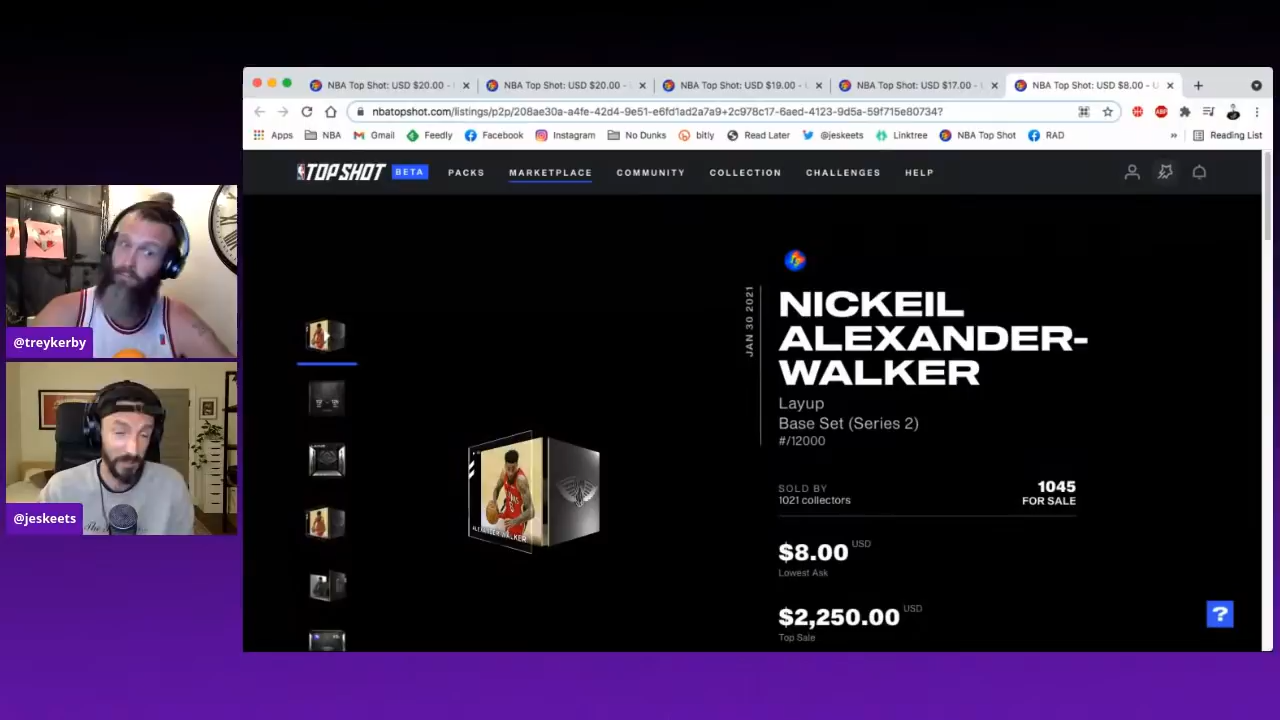 NBA Top Shot: USD $20.00 -
NBA Top Shot: USD $20.00 -
NBA Top Shot: USD $19.00 -
NBA Top Shot: USD $17.00 -
NBA Top Shot: USD $8.00 - U
nbatopshot.com/listings/p2p/208ae30a-a4fe-42d4-9e51-e6fd1ad2a7a9+2c978c17-6aed-4123-9d5a-59f715e80734?
Apps NBA Gmail Feedly Facebook Instagram No Dunks bitly Read Later @jeskeets Linktree NBA Top Shot RAD » Reading List
TOP SHOT BETA PACKS MARKETPLACE COMMUNITY COLLECTION CHALLENGES HELP
@treykerby
@jeskeets
JAN 30 2021
NICKEIL
ALEXANDER-
WALKER
Layup
Base Set (Series 2)
#/12000
SOLD BY
1021 collectors
1045
FOR SALE
$8.00 USD
Lowest Ask
$2,250.00 USD
Top Sale
ALEXANDER-WALKER
?